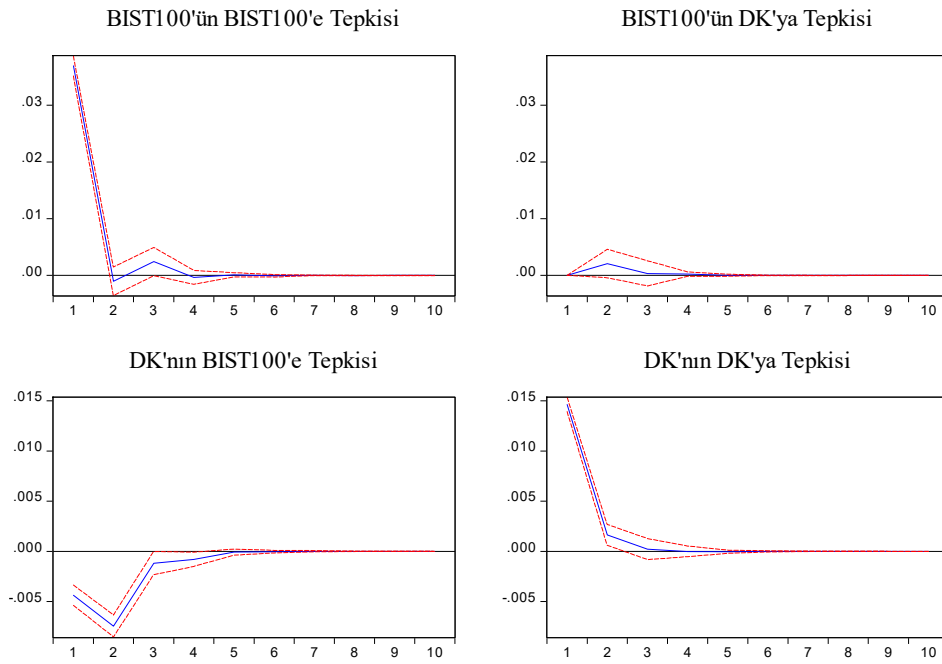 BIST100'ün BIST100'e Tepkisi
.03
.02
.01
.00
1 2 3 4 5 6 7 8 9 10
BIST100'ün DK'ya Tepkisi
.03
.02
.01
.00
1 2 3 4 5 6 7 8 9 10
DK'nın BIST100'e Tepkisi
.015
.010
.005
.000
-.005
1 2 3 4 5 6 7 8 9 10
DK'nın DK'ya Tepkisi
.015
.010
.005
.000
-.005
1 2 3 4 5 6 7 8 9 10